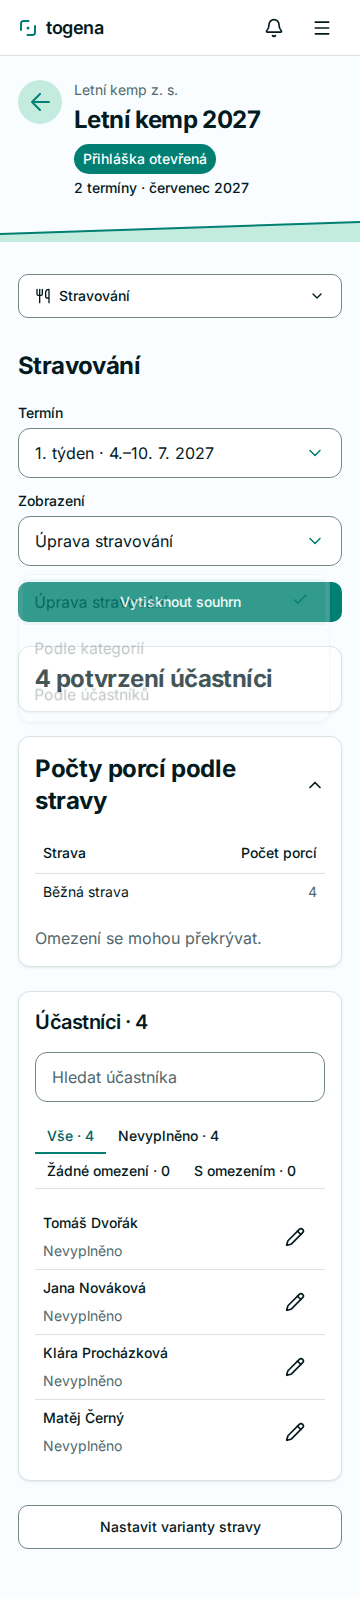 togena
Letní kemp z. s.
Letní kemp 2027
Přihláška otevřená
2 termíny · červenec 2027
Stravování
Stravování
Termín
1. týden · 4.–10. 7. 2027
Zobrazení
Úprava stravování
Úprava stravování
Vytisknout souhrn
Podle kategorií
4 potvrzení účastníci
Podle účastníků
Počty porcí podle
stravy
Strava Počet porcí
Běžná strava 4
Omezení se mohou překrývat.
Účastníci · 4
Hledat účastníka
Vše · 4 Nevyplněno · 4
Žádné omezení · 0 S omezením · 0
Tomáš Dvořák
Nevyplněno
Jana Nováková
Nevyplněno
Klára Procházková
Nevyplněno
Matěj Černý
Nevyplněno
Nastavit varianty stravy